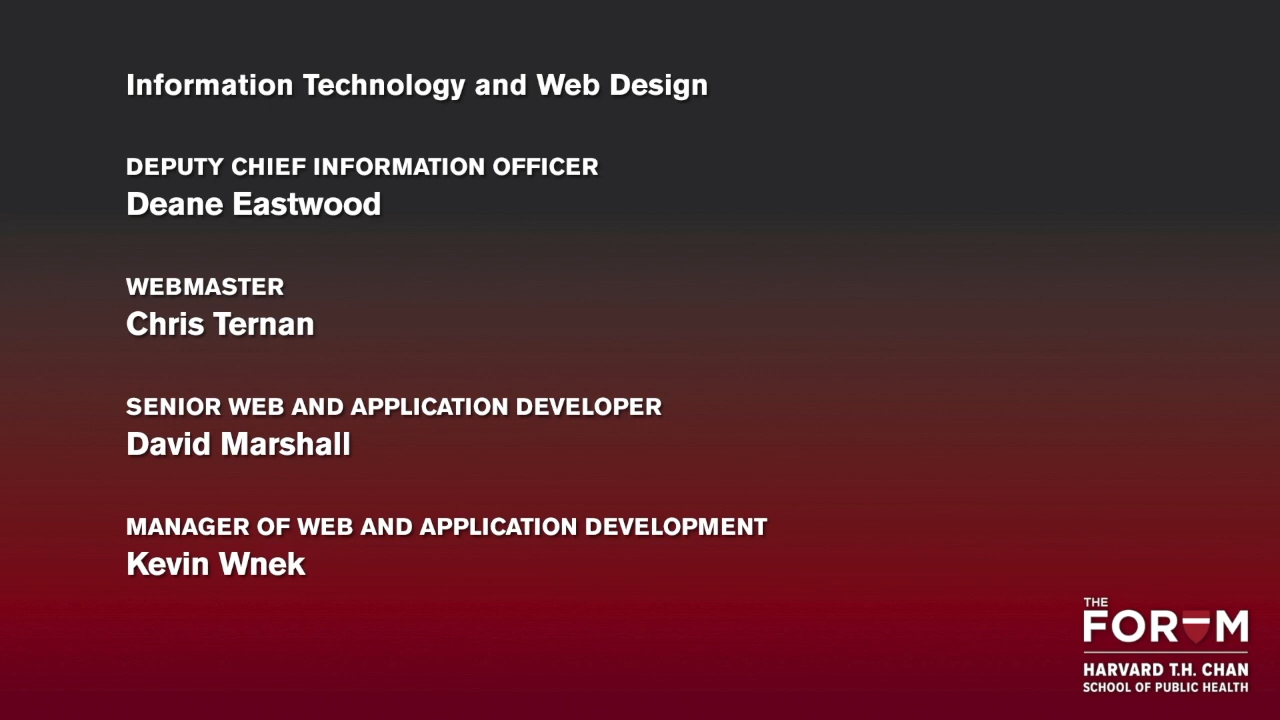 Information Technology and Web Design
DEPUTY CHIEF INFORMATION OFFICER
Deane Eastwood
WEBMASTER
Chris Ternan
SENIOR WEB AND APPLICATION DEVELOPER
David Marshall
MANAGER OF WEB AND APPLICATION DEVELOPMENT
Kevin Wnek
THE
FORUM
HARVARD T.H. CHAN
SCHOOL OF PUBLIC HEALTH